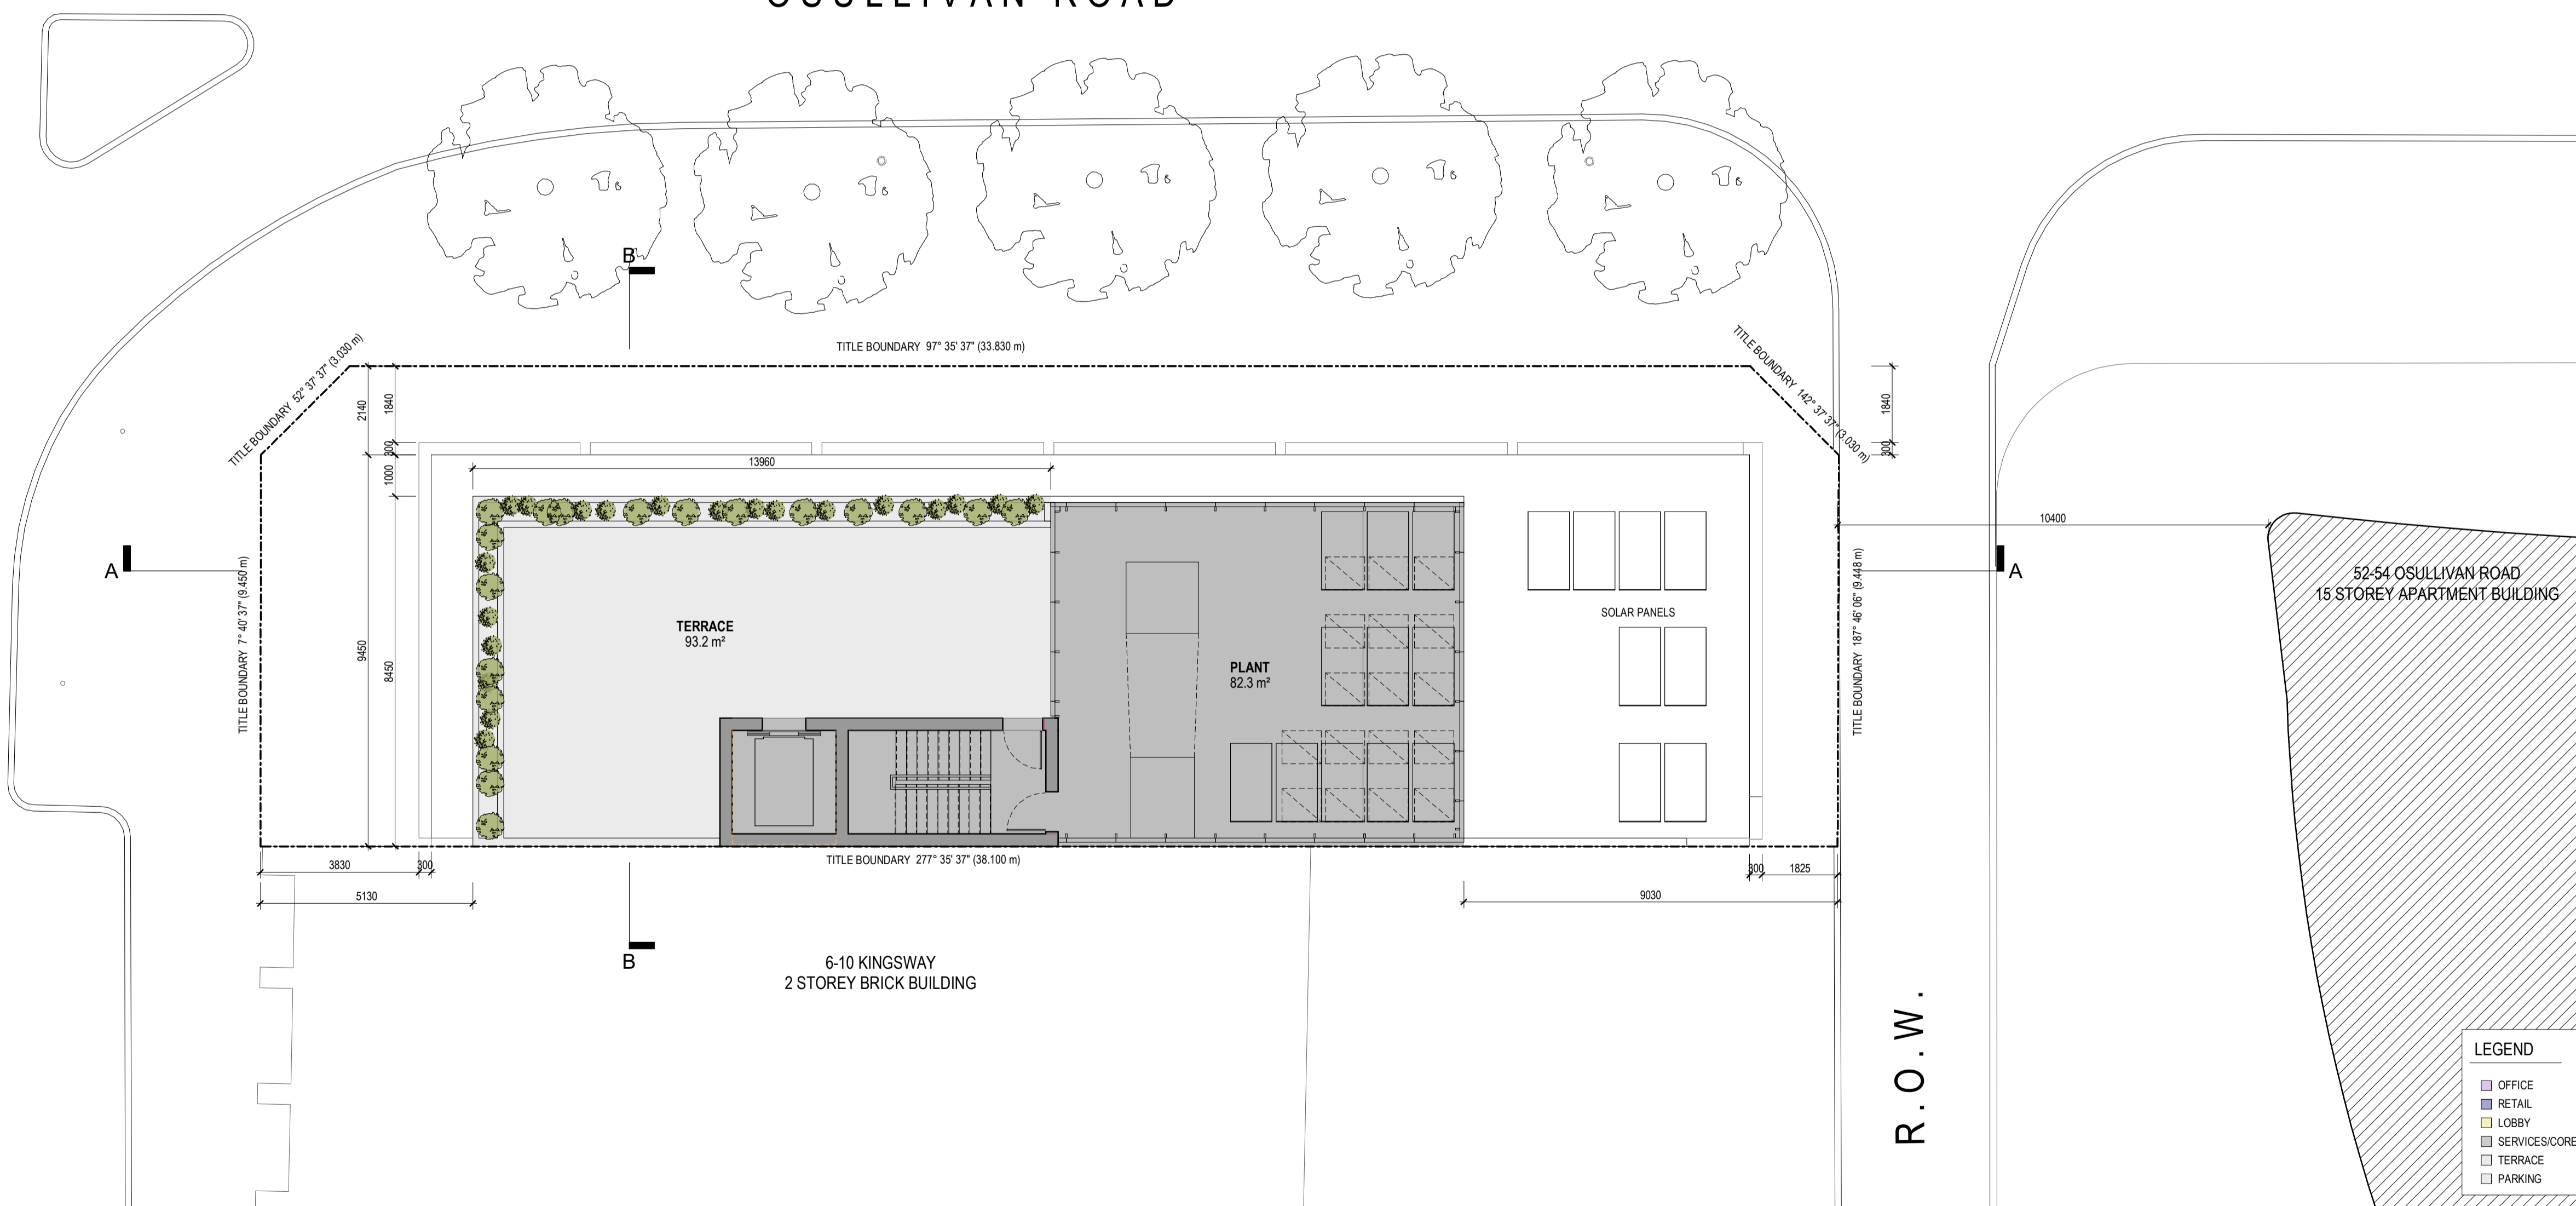 OSULLIVAN ROAD
B
TITLE BOUNDARY 97° 35' 37" (33.830 m)
TITLE BOUNDARY 52° 37' 37" (3.030 m)
TITLE BOUNDARY 142° 37' 37" (3.030 m)
2140
1840
300
1000
1840
300
13960
10400
A
A
TITLE BOUNDARY 7° 40' 37" (9.450 m)
9450
8450
TERRACE
93.2 m²
PLANT
82.3 m²
SOLAR PANELS
TITLE BOUNDARY 187° 46' 06" (9.448 m)
52-54 OSULLIVAN ROAD
15 STOREY APARTMENT BUILDING
TITLE BOUNDARY 277° 35' 37" (38.100 m)
3830
300
5130
300
1825
9030
B
6-10 KINGSWAY
2 STOREY BRICK BUILDING
R.O.W.
LEGEND
OFFICE
RETAIL
LOBBY
SERVICES/CORE
TERRACE
PARKING